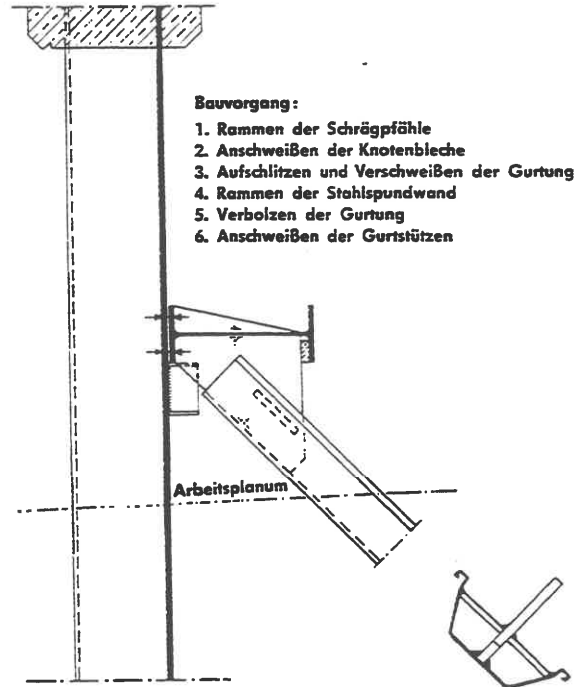 Bauvorgang:
1. Rammen der Schrägpfähle
2. Anschweißen der Knotenbleche
3. Aufschlitzen und Verschweißen der Gurtung
4. Rammen der Stahlspundwand
5. Verbolzen der Gurtung
6. Anschweißen der Gurtstützen
Arbeitsplanum